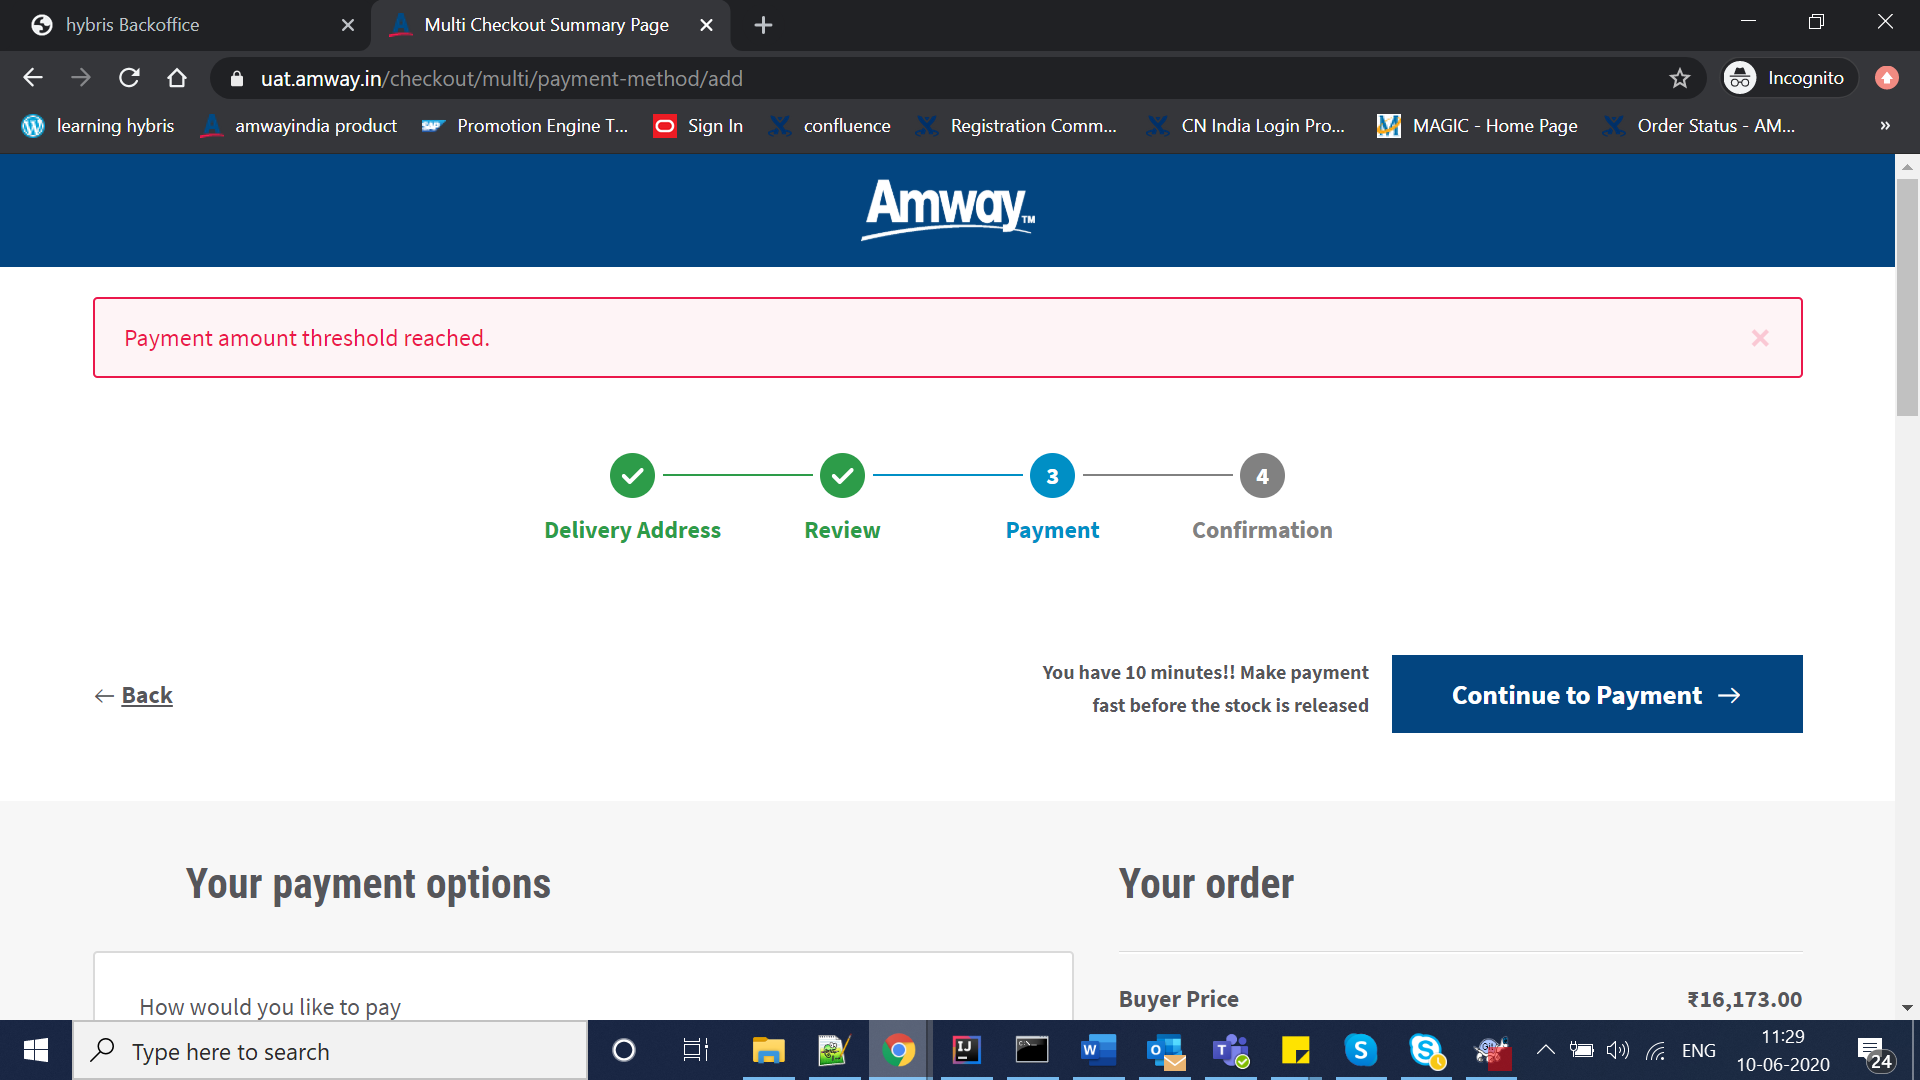 hybris Backoffice
Multi Checkout Summary Page
uat.amway.in/checkout/multi/payment-method/add
Incognito
learning hybris
amwayindia product
SAP
Promotion Engine T...
Sign In
confluence
Registration Comm...
CN India Login Pro...
MAGIC - Home Page
Order Status - AM...
»
Amway™
Payment amount threshold reached.
3
4
Delivery Address
Review
Payment
Confirmation
← Back
You have 10 minutes!! Make payment
fast before the stock is released
Continue to Payment →
Your payment options
Your order
How would you like to pay
Buyer Price
₹16,173.00
Type here to search
ENG
11:29
10-06-2020
24